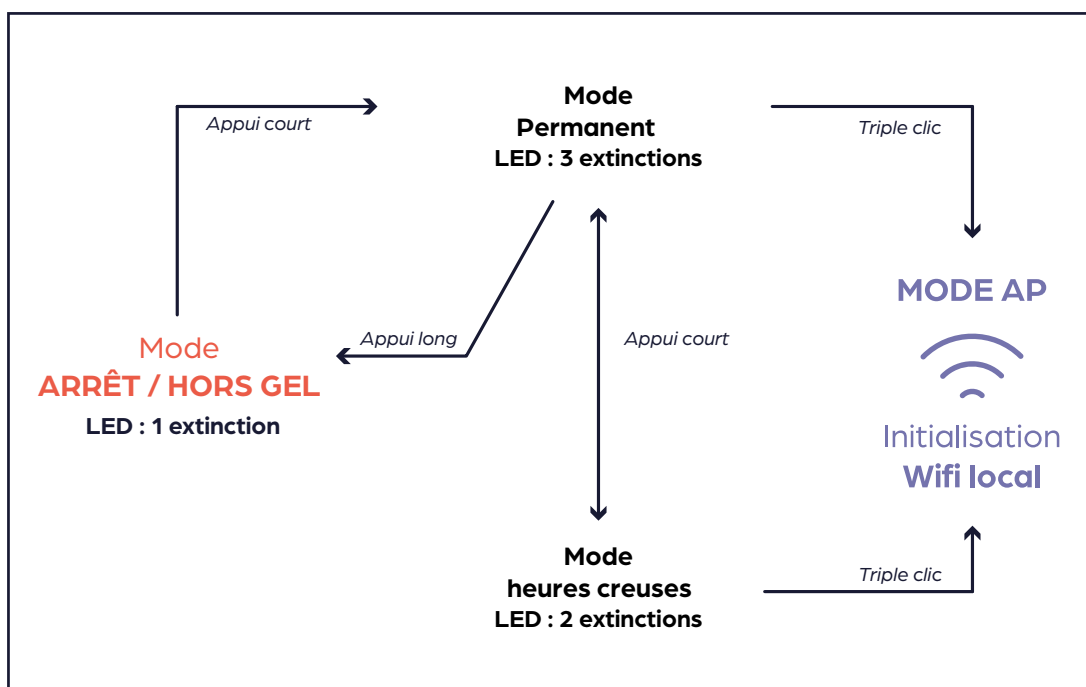 Mode
Permanent
LED : 3 extinctions
Appui court
Triple clic
MODE AP
Mode
ARRÊT / HORS GEL
LED : 1 extinction
Appui long
Appui court
Initialisation
Wifi local
Mode
heures creuses
LED : 2 extinctions
Triple clic